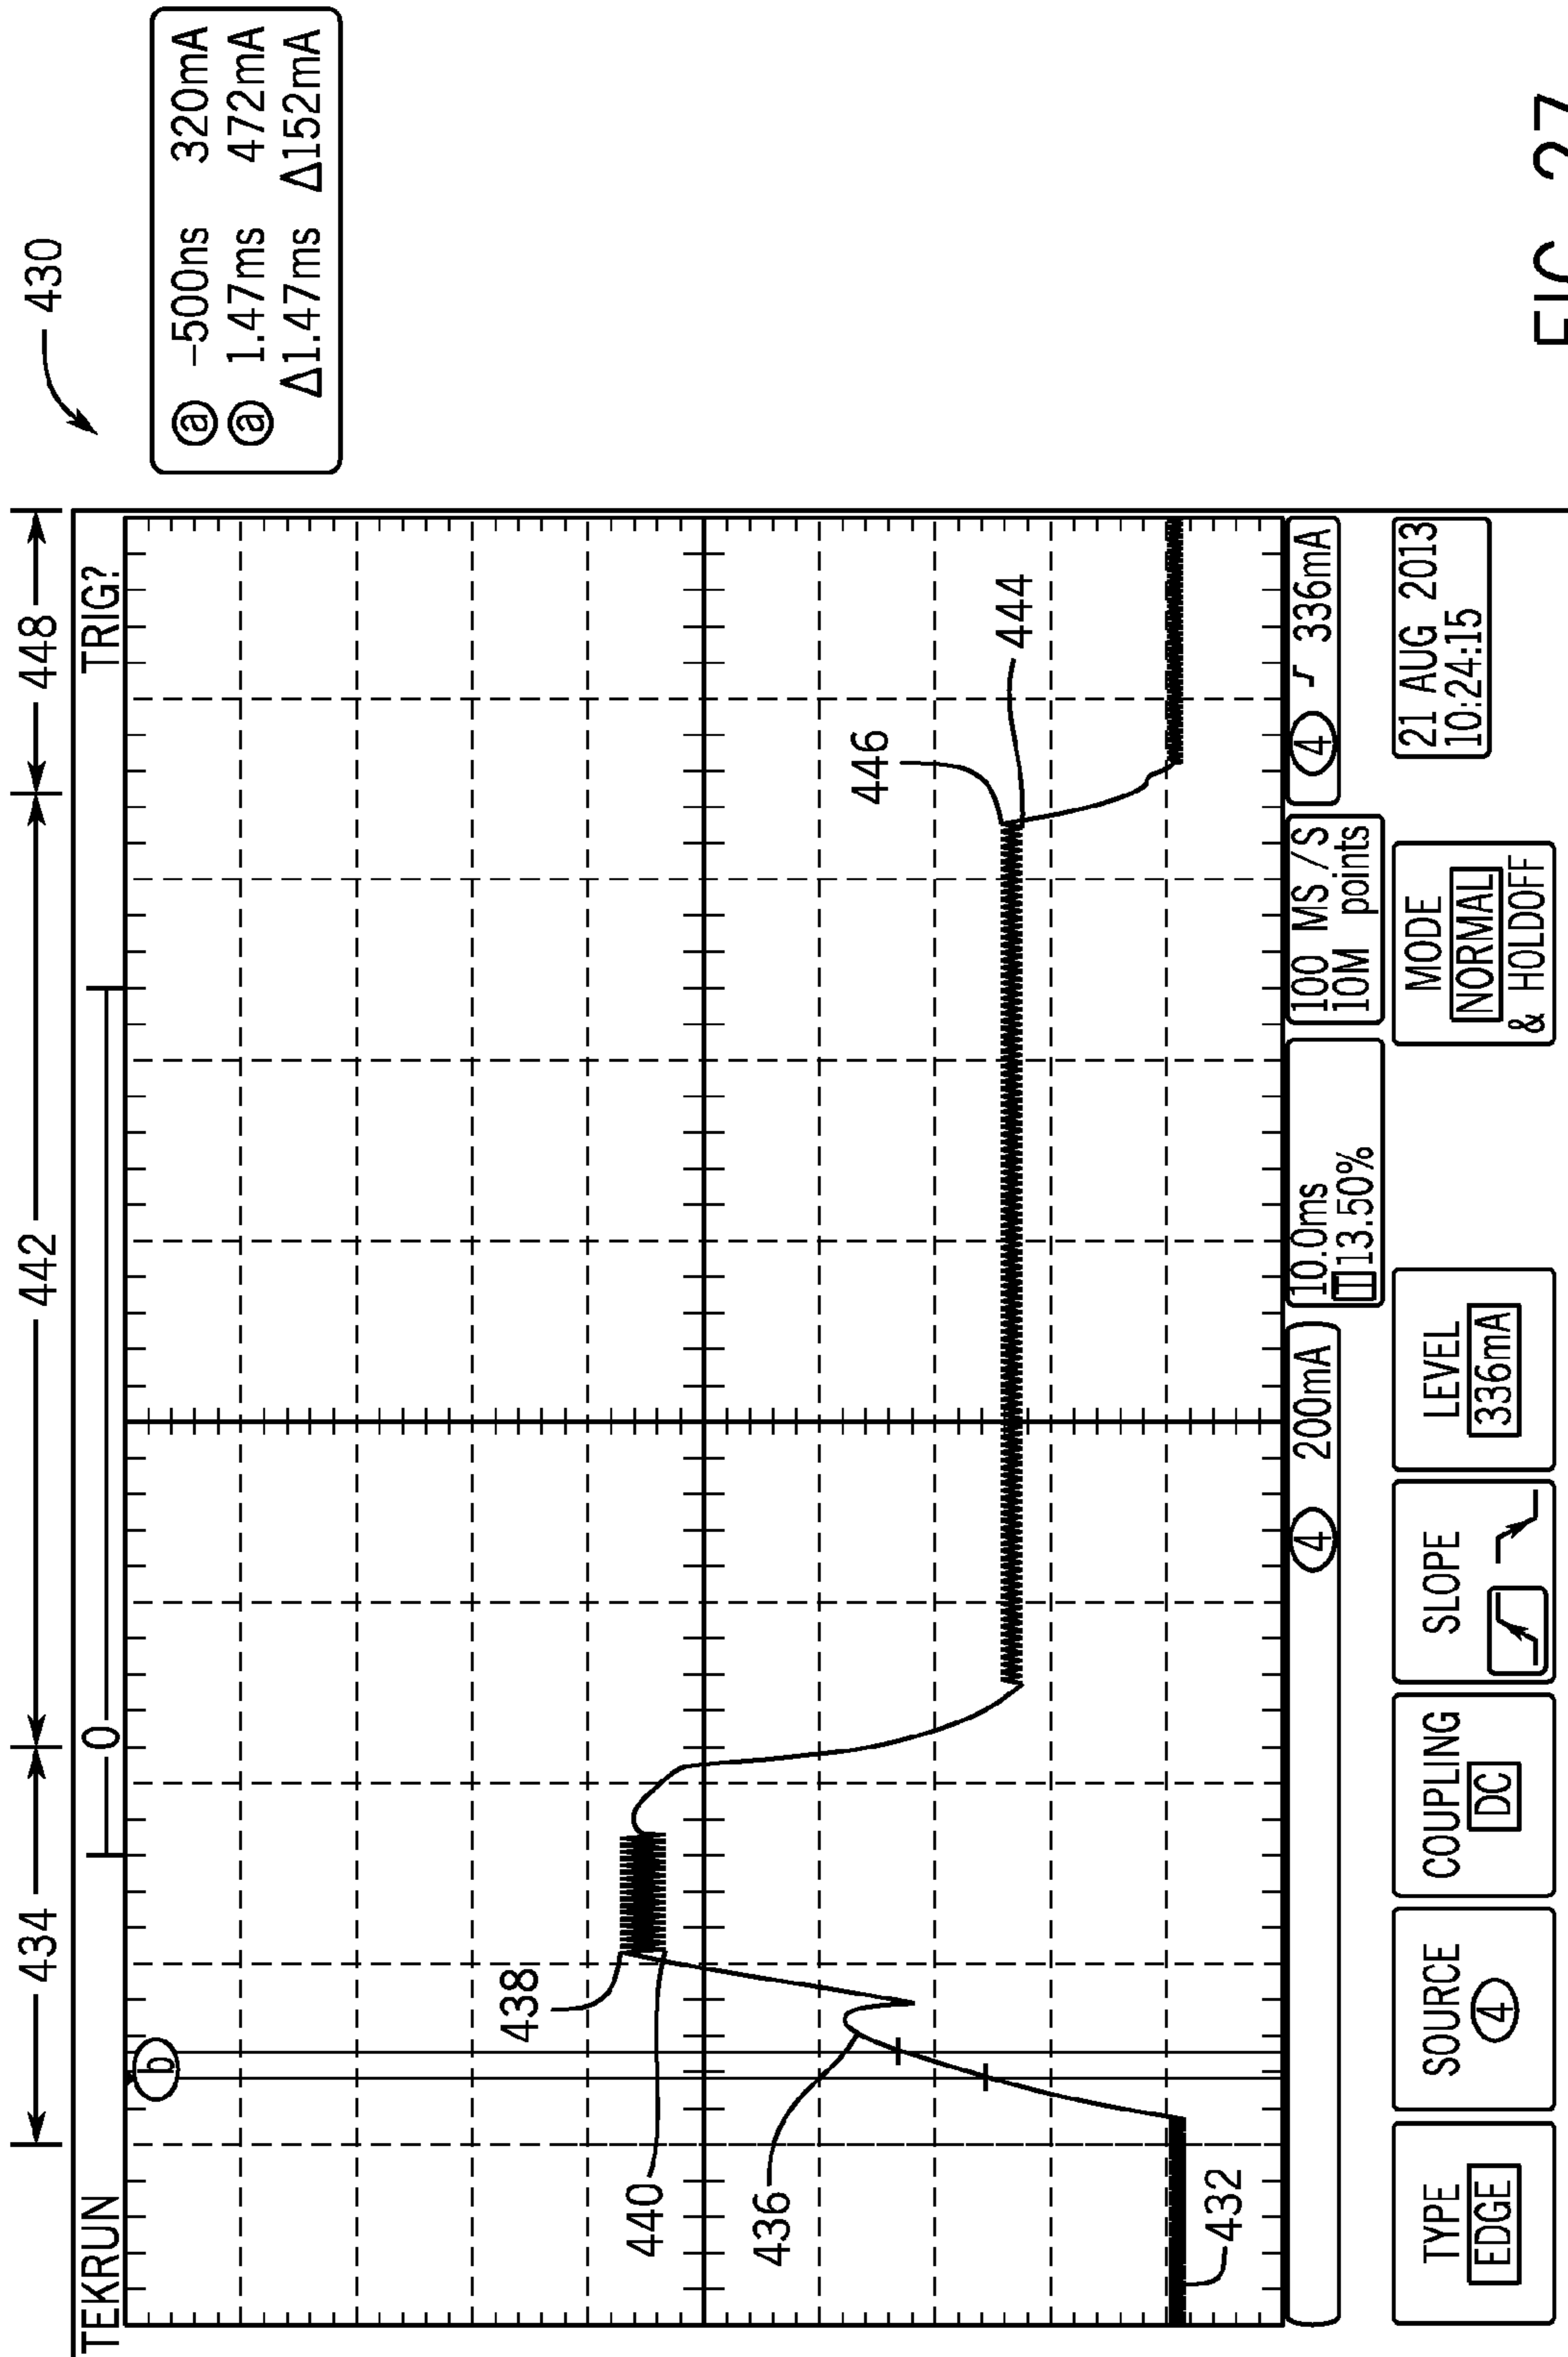 430
434
442
448
TEKRUN
0
TRIG?
ⓐ -500ns 320mA
ⓐ 1.47ms 472mA
Δ1.47ms Δ152mA
b
438
440
436
432
446
444
④ 200mA
10.0ms
T 13.50%
100 MS/S
10M points
④ 336mA
TYPE
EDGE
SOURCE
④
COUPLING
DC
SLOPE
LEVEL
336mA
MODE
NORMAL
& HOLDOFF
21 AUG 2013
10:24:15